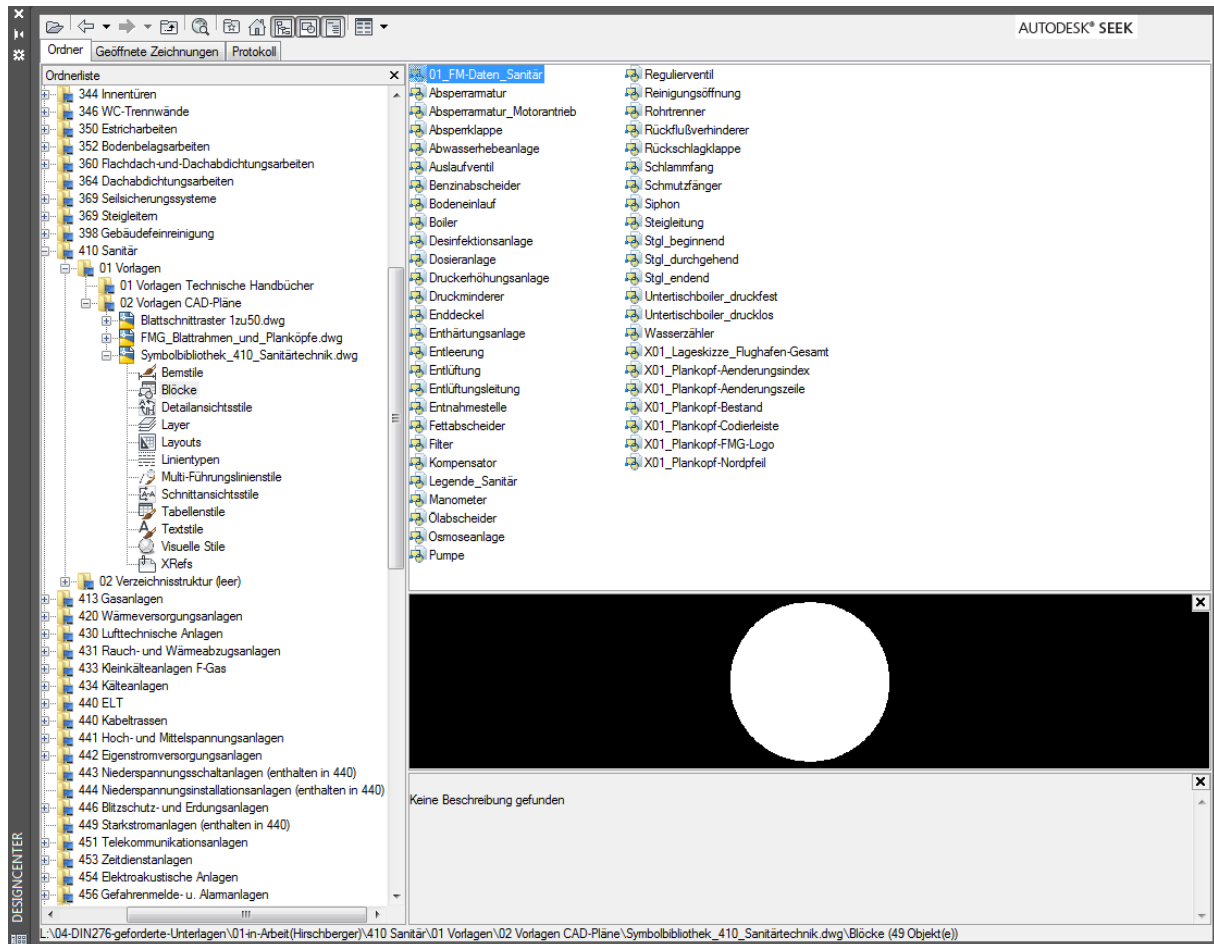 AUTODESK® SEEK
Ordner
Geöffnete Zeichnungen
Protokoll
Ordnerliste
344 Innentüren
346 WC-Trennwände
350 Estricharbeiten
352 Bodenbelagsarbeiten
360 Flachdach-und-Dachabdichtungsarbeiten
364 Dachabdichtungsarbeiten
369 Seilsicherungssysteme
369 Steigleitern
398 Gebäudefeinreinigung
410 Sanitär
01 Vorlagen
01 Vorlagen Technische Handbücher
02 Vorlagen CAD-Pläne
Blattschnittraster 1zu50.dwg
FMG_Blattrahmen_und_Planköpfe.dwg
Symbolbibliothek_410_Sanitärtechnik.dwg
Bemstile
Blöcke
Detailansichtsstile
Layer
Layouts
Linientypen
Multi-Führungslinienstile
Schnittansichtsstile
Tabellenstile
Textstile
Visuelle Stile
XRefs
02 Verzeichnisstruktur (leer)
413 Gasanlagen
420 Wärmeversorgungsanlagen
430 Lufttechnische Anlagen
431 Rauch- und Wärmeabzugsanlagen
433 Kleinkälteanlagen F-Gas
434 Kälteanlagen
440 ELT
440 Kabeltrassen
441 Hoch- und Mittelspannungsanlagen
442 Eigenstromversorgungsanlagen
443 Niederspannungsschaltanlagen (enthalten in 440)
444 Niederspannungsinstallationsanlagen (enthalten in 440)
446 Blitzschutz- und Erdungsanlagen
449 Starkstromanlagen (enthalten in 440)
451 Telekommunikationsanlagen
453 Zeitdienstanlagen
454 Elektroakustische Anlagen
456 Gefahrenmelde- u. Alarmanlagen
01_FM-Daten_Sanitär
Absperrarmatur
Absperrarmatur_Motorantrieb
Absperrklappe
Abwasserhebeanlage
Auslaufventil
Benzinabscheider
Bodeneinlauf
Boiler
Desinfektionsanlage
Dosieranlage
Druckerhöhungsanlage
Druckminderer
Enddeckel
Enthärtungsanlage
Entleerung
Entlüftung
Entlüftungsleitung
Entnahmestelle
Fettabscheider
Filter
Kompensator
Legende_Sanitär
Manometer
Ölabscheider
Osmoseanlage
Pumpe
Regulierventil
Reinigungsöffnung
Rohrtrenner
Rückflußverhinderer
Rückschlagklappe
Schlammfang
Schmutzfänger
Siphon
Steigleitung
Stgl_beginnend
Stgl_durchgehend
Stgl_endend
Untertischboiler_druckfest
Untertischboiler_drucklos
Wasserzähler
X01_Lageskizze_Flughafen-Gesamt
X01_Plankopf-Aenderungsindex
X01_Plankopf-Aenderungszeile
X01_Plankopf-Bestand
X01_Plankopf-Codierleiste
X01_Plankopf-FMG-Logo
X01_Plankopf-Nordpfeil
Keine Beschreibung gefunden
DESIGNCENTER
L:\04-DIN276-geforderte-Unterlagen\01-in-Arbeit(Hirschberger)\410 Sanitär\01 Vorlagen\02 Vorlagen CAD-Pläne\Symbolbibliothek_410_Sanitärtechnik.dwg\Blöcke (49 Objekt(e))